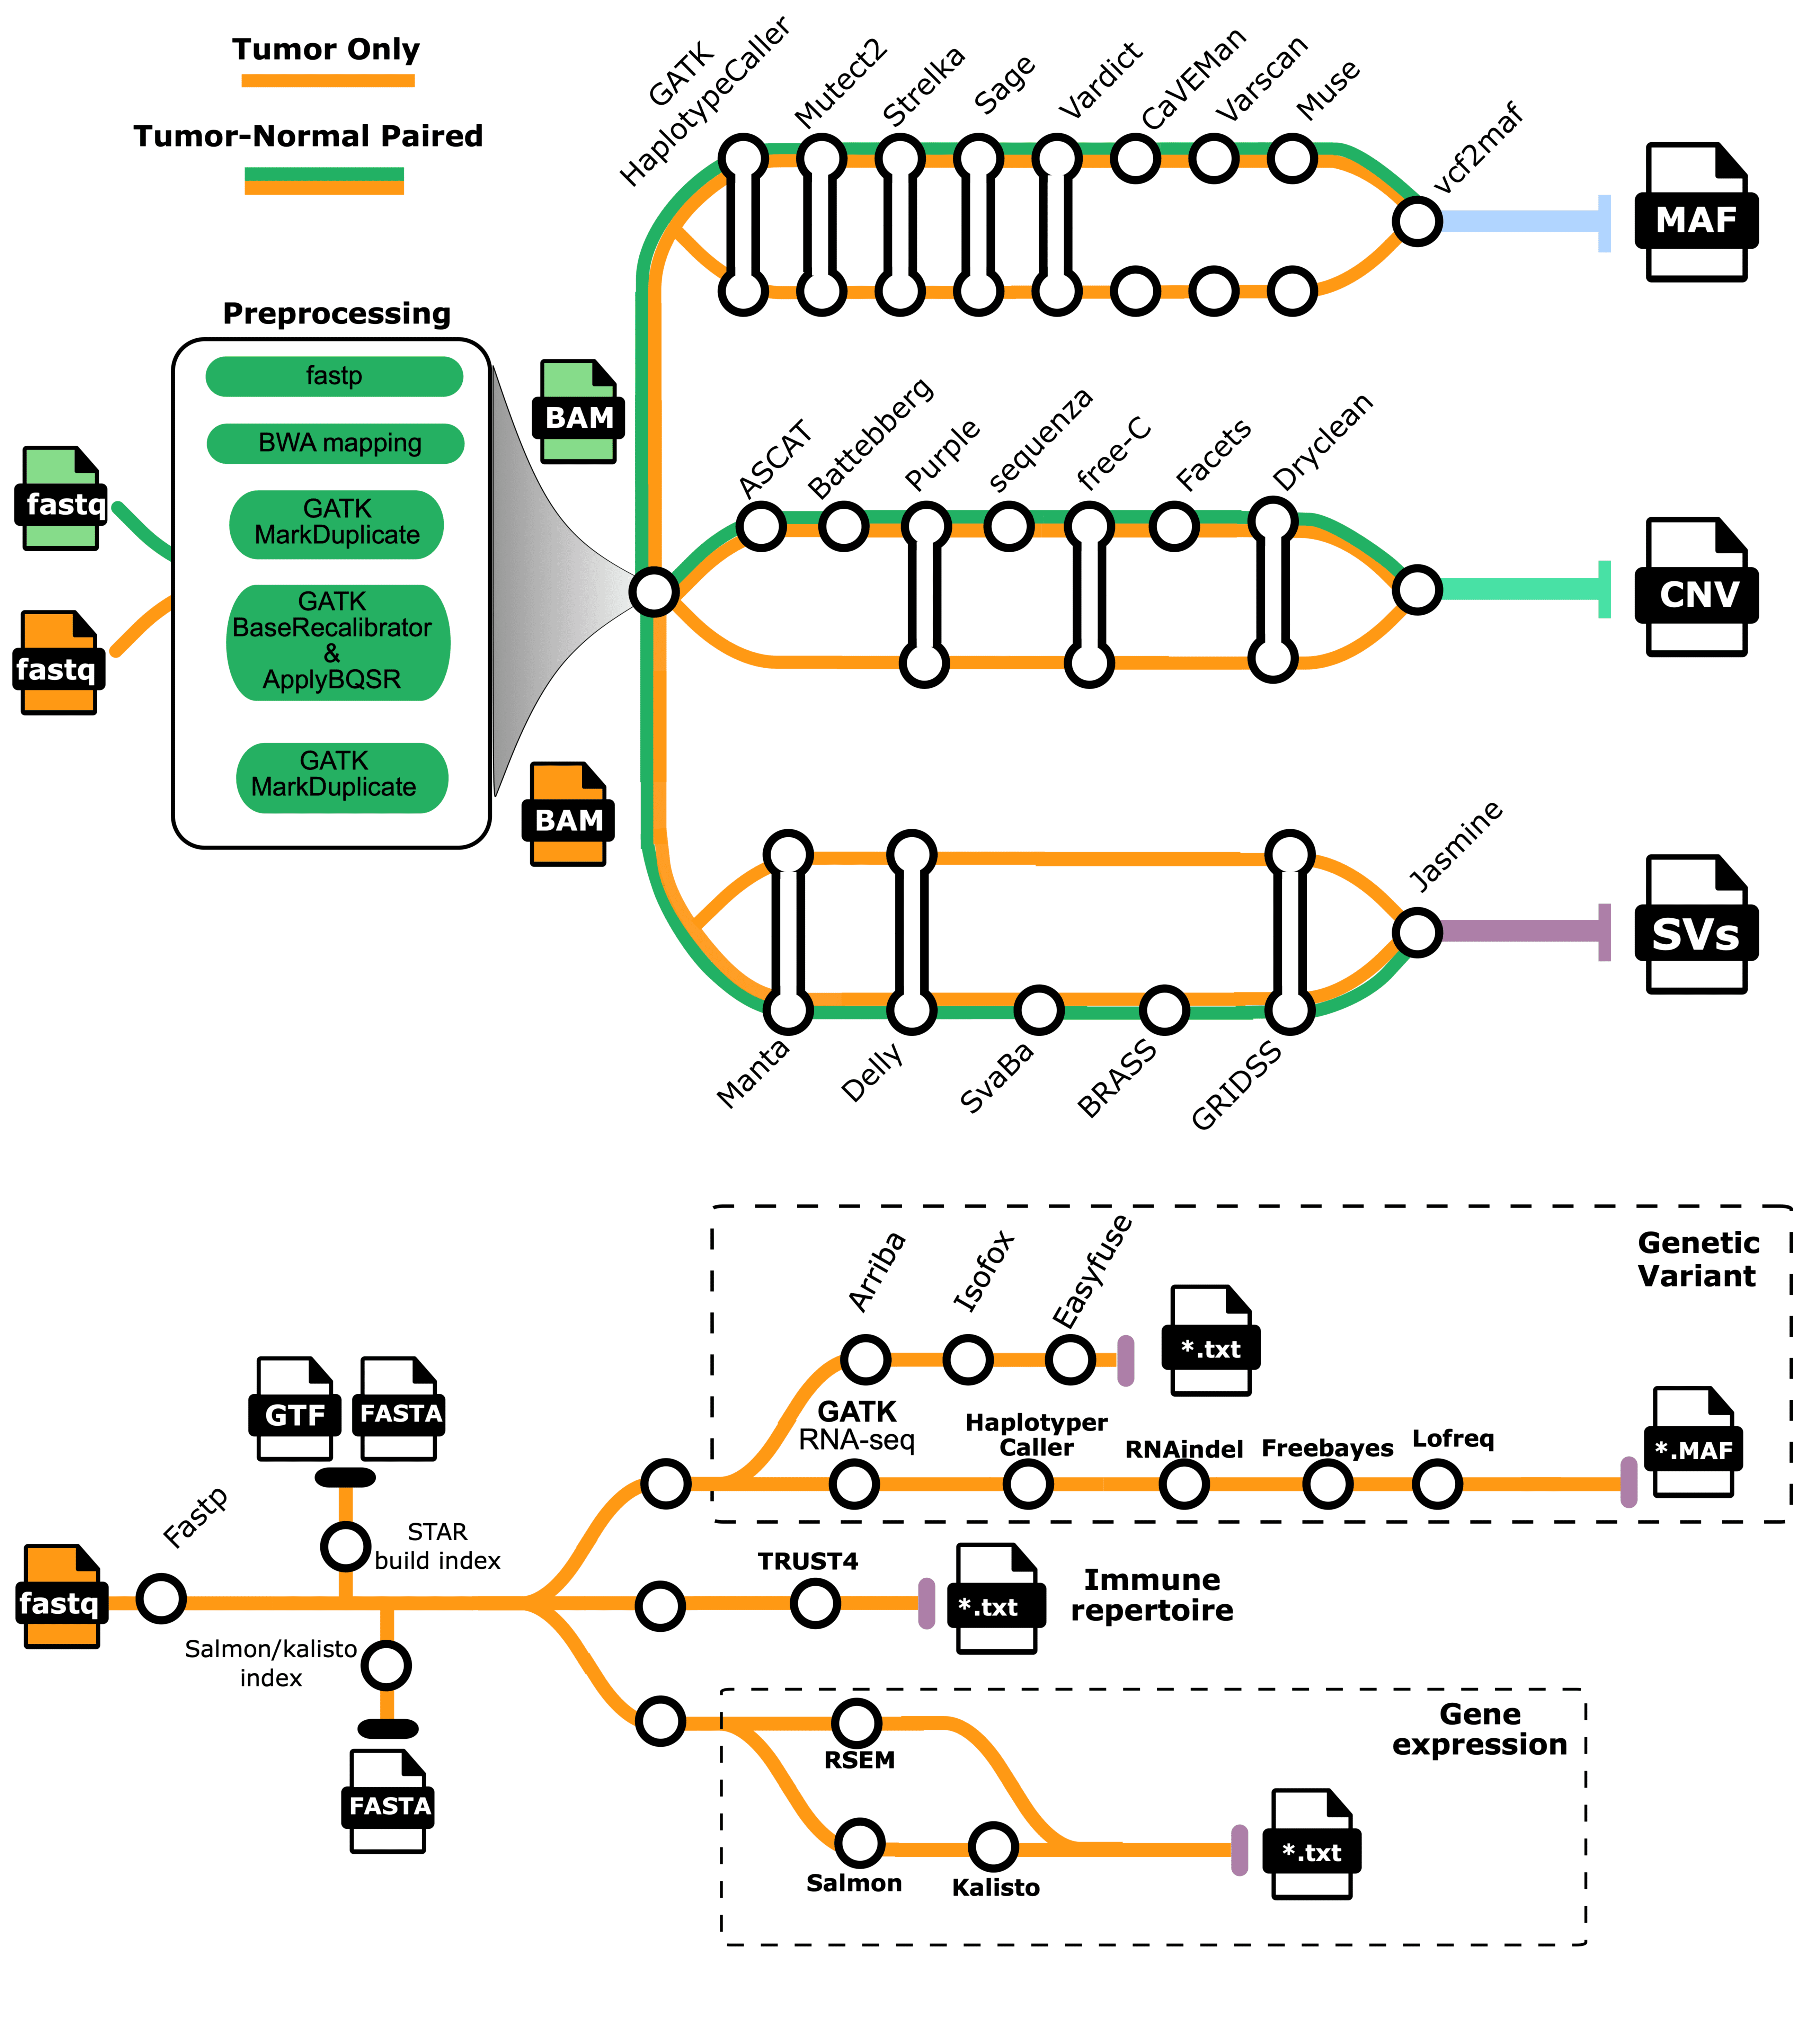 Tumor Only
Tumor-Normal Paired
GATK
HaplotypeCaller
Mutect2
Strelka
Sage
Vardict
CaVEMan
Varscan
Muse
vcf2maf
MAF
Preprocessing
fastp
BWA mapping
GATK
MarkDuplicate
GATK
BaseRecalibrator
&
ApplyBQSR
GATK
MarkDuplicate
fastq
fastq
BAM
BAM
ASCAT
Battebberg
Purple
sequenza
free-C
Facets
Dryclean
CNV
Manta
Delly
SvaBa
BRASS
GRIDSS
Jasmine
SVs
Genetic
Variant
Arriba
Isofox
Easyfuse
*.txt
GATK
RNA-seq
Haplotyper
Caller
RNAindel
Freebayes
Lofreq
*.MAF
GTF
FASTA
Fastp
STAR
build index
fastq
Salmon/kalisto
index
FASTA
TRUST4
*.txt
Immune
repertoire
Gene
expression
RSEM
Salmon
Kalisto
*.txt